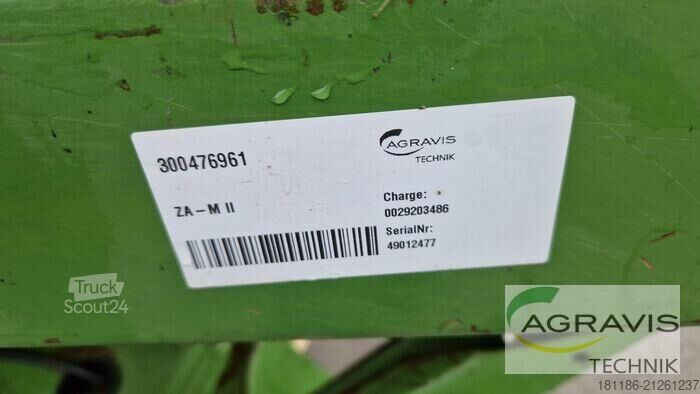 300476961
AGRAVIS
TECHNIK
ZA-M II
Charge:
0029203486
SerialNr:
49012477
Truck
Scout24
AGRAVIS
TECHNIK
181186-21261237